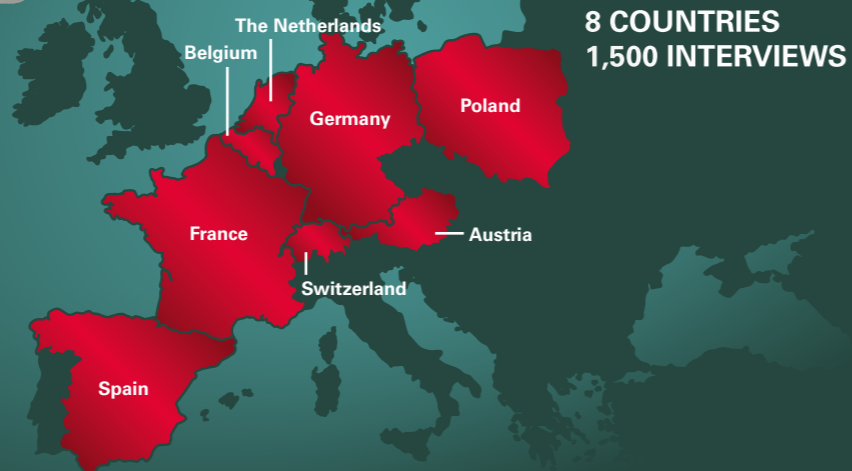 8 COUNTRIES
1,500 INTERVIEWS
The Netherlands
Belgium
Germany
Poland
France
Austria
Switzerland
Spain